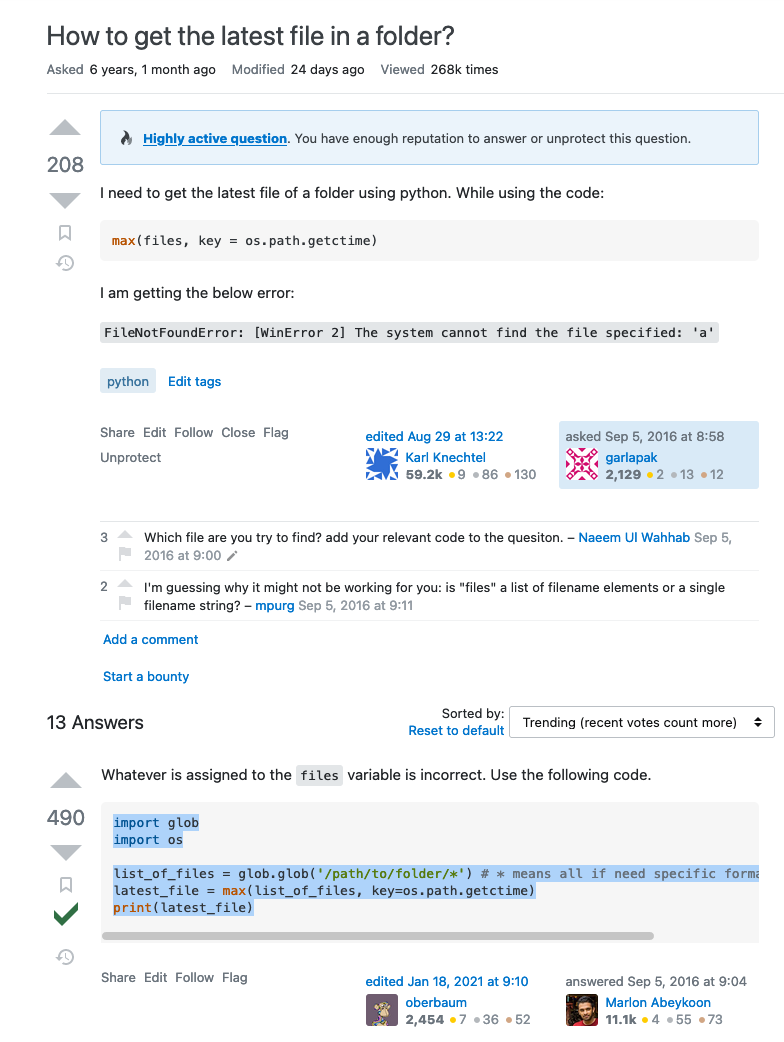 How to get the latest file in a folder?
Asked 6 years, 1 month ago Modified 24 days ago Viewed 268k times
Highly active question. You have enough reputation to answer or unprotect this question.
208
I need to get the latest file of a folder using python. While using the code:
max(files, key = os.path.getctime)
I am getting the below error:
FileNotFoundError: [WinError 2] The system cannot find the file specified: 'a'
python Edit tags
Share Edit Follow Close Flag
Unprotect
edited Aug 29 at 13:22
Karl Knechtel
59.2k 9 86 130
asked Sep 5, 2016 at 8:58
garlapak
2,129 2 13 12
3 Which file are you try to find? add your relevant code to the quesiton. – Naeem Ul Wahhab Sep 5,
2016 at 9:00
2 I'm guessing why it might not be working for you: is "files" a list of filename elements or a single
filename string? – mpurg Sep 5, 2016 at 9:11
Add a comment
Start a bounty
13 Answers
Sorted by:
Reset to default
Trending (recent votes count more)
Whatever is assigned to the files variable is incorrect. Use the following code.
490
import glob
import os
list_of_files = glob.glob('/path/to/folder/*') # * means all if need specific forma
latest_file = max(list_of_files, key=os.path.getctime)
print(latest_file)
Share Edit Follow Flag
edited Jan 18, 2021 at 9:10
oberbaum
2,454 7 36 52
answered Sep 5, 2016 at 9:04
Marlon Abeykoon
11.1k 4 55 73